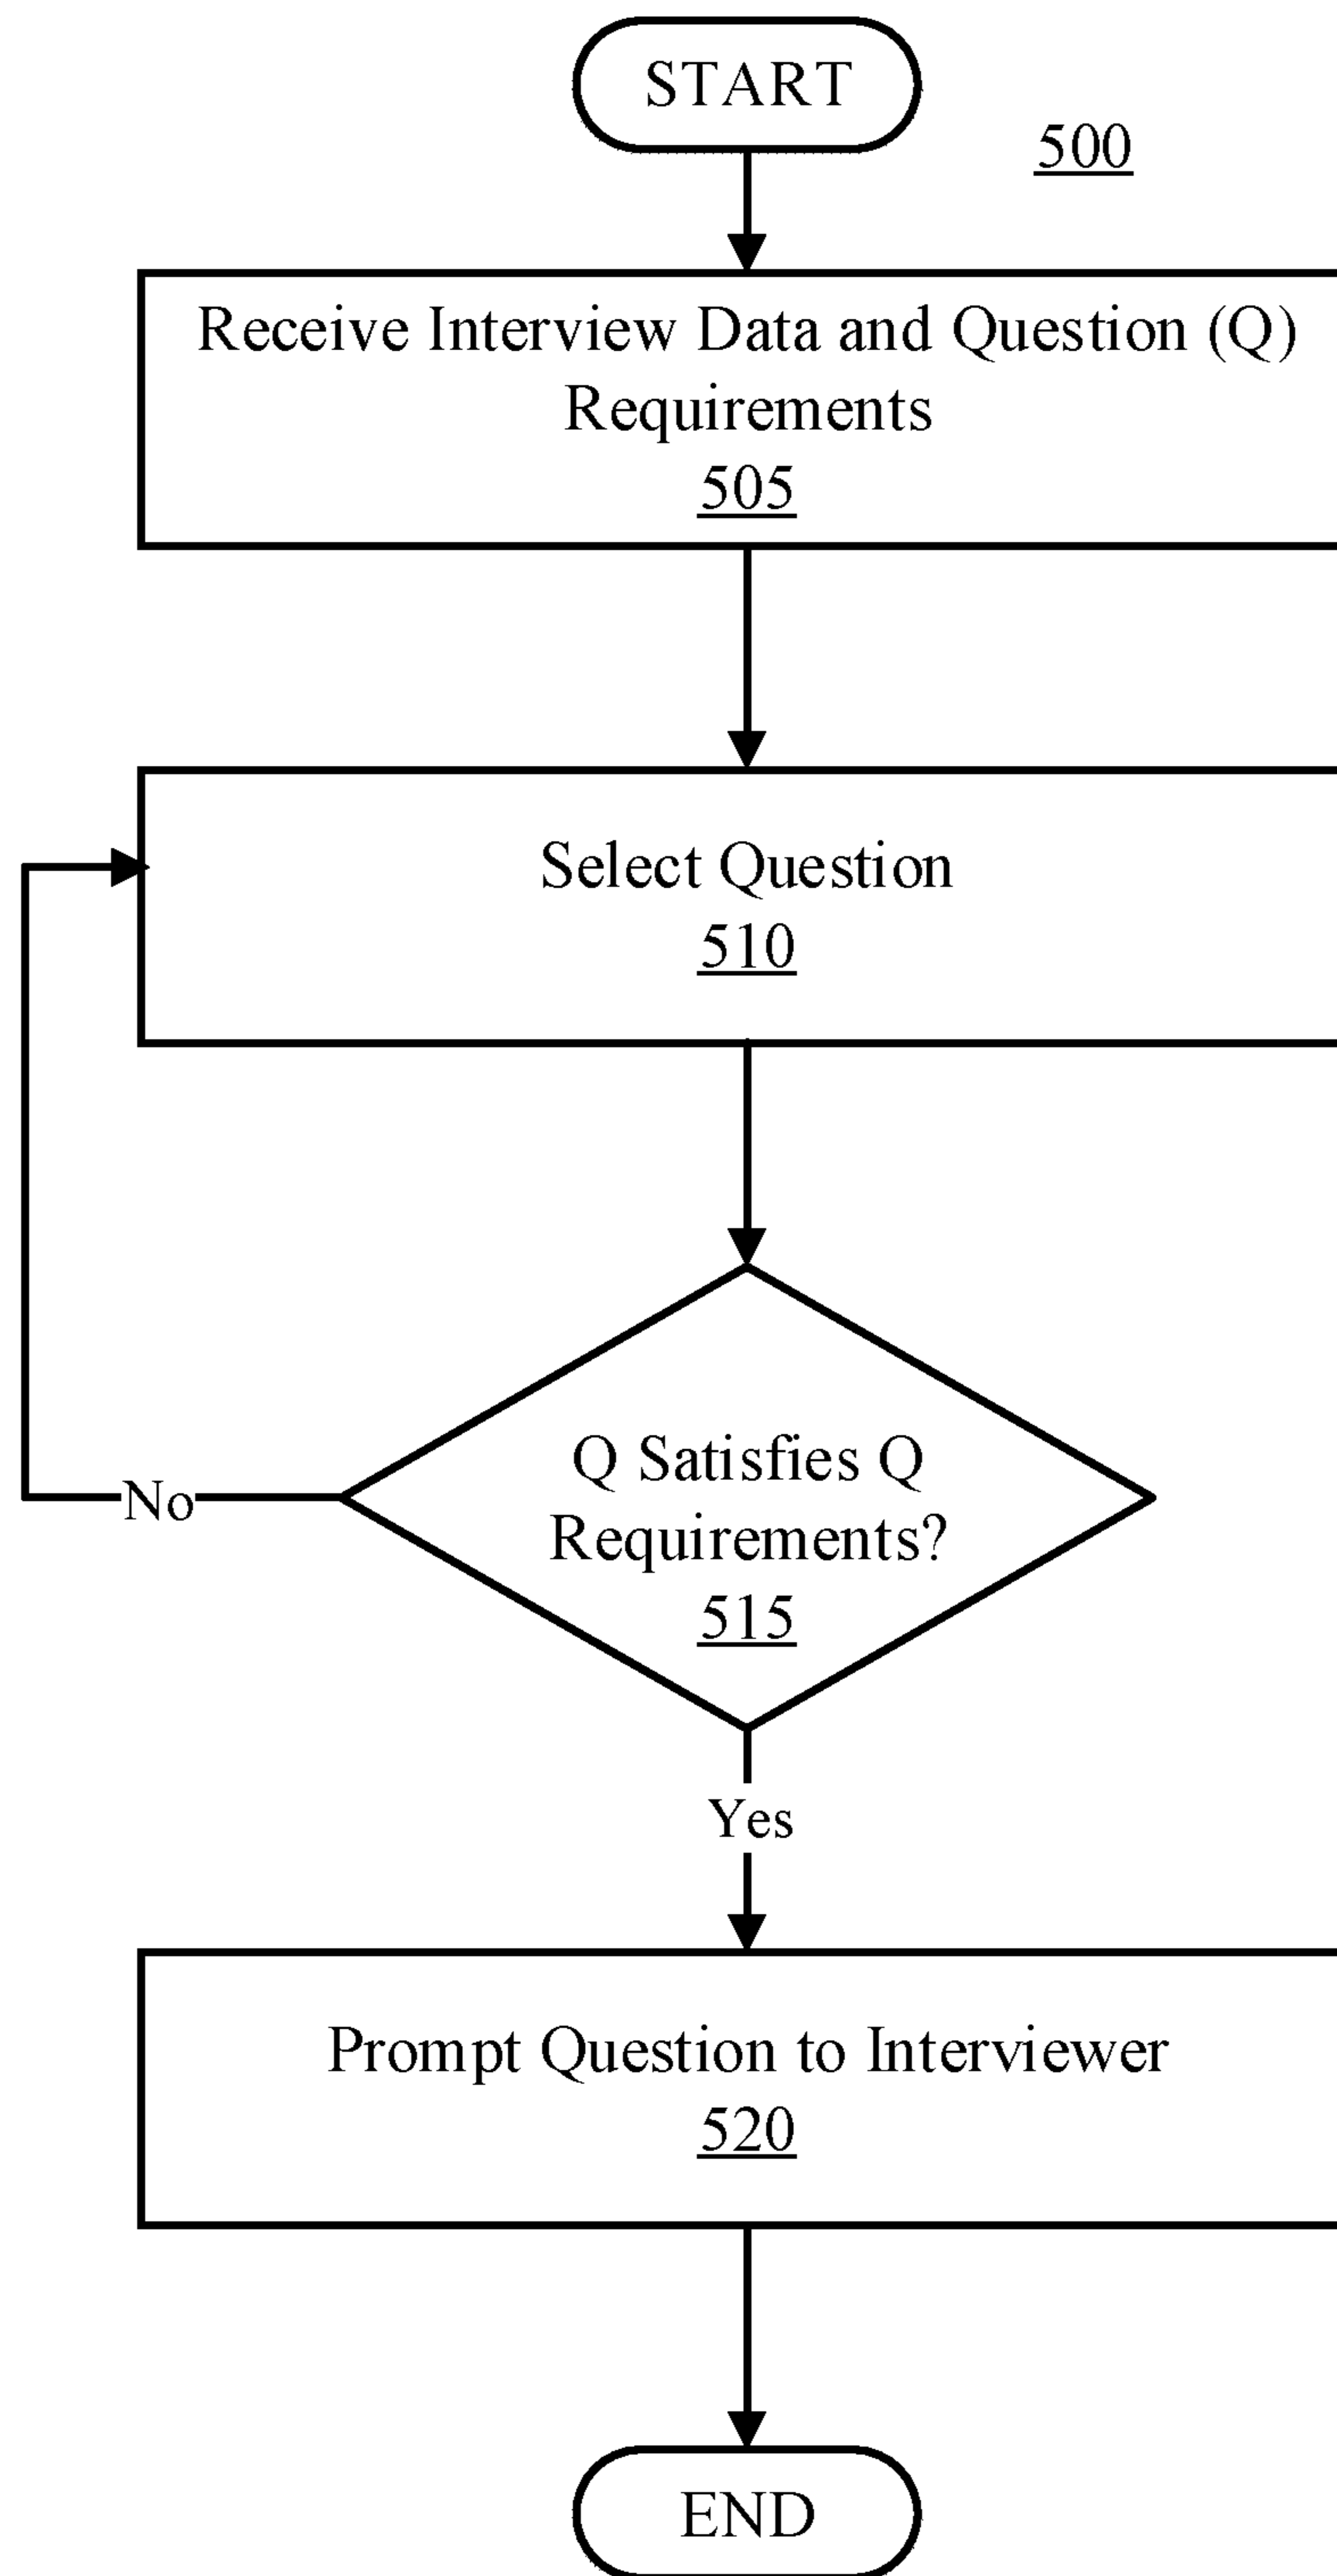 START
500
Receive Interview Data and Question (Q)
Requirements
505
Select Question
510
Q Satisfies Q
Requirements?
515
No
Yes
Prompt Question to Interviewer
520
END